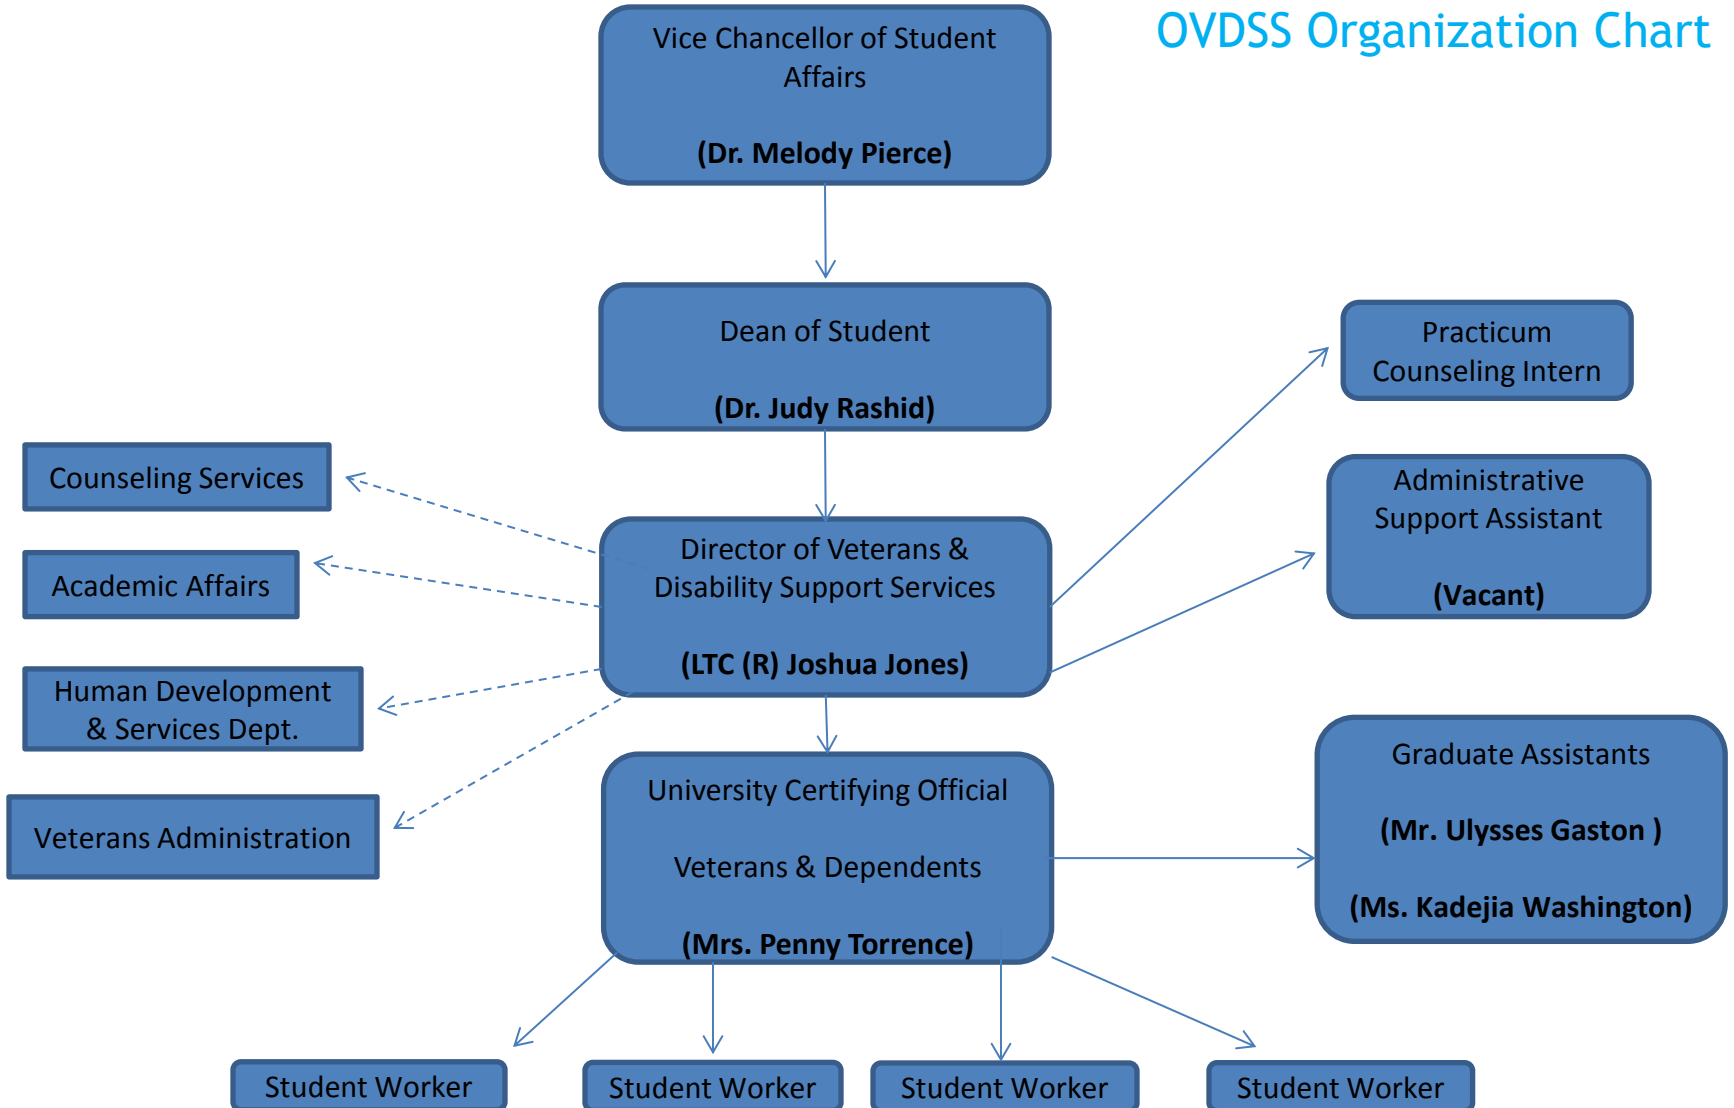 OVDSS Organization Chart
Vice Chancellor of Student
Affairs
(Dr. Melody Pierce)
Dean of Student
(Dr. Judy Rashid)
Practicum
Counseling Intern
Counseling Services
Academic Affairs
Human Development
& Services Dept.
Veterans Administration
Director of Veterans &
Disability Support Services
(LTC (R) Joshua Jones)
Administrative
Support Assistant
(Vacant)
University Certifying Official
Veterans & Dependents
(Mrs. Penny Torrence)
Graduate Assistants
(Mr. Ulysses Gaston )
(Ms. Kadejia Washington)
Student Worker
Student Worker
Student Worker
Student Worker